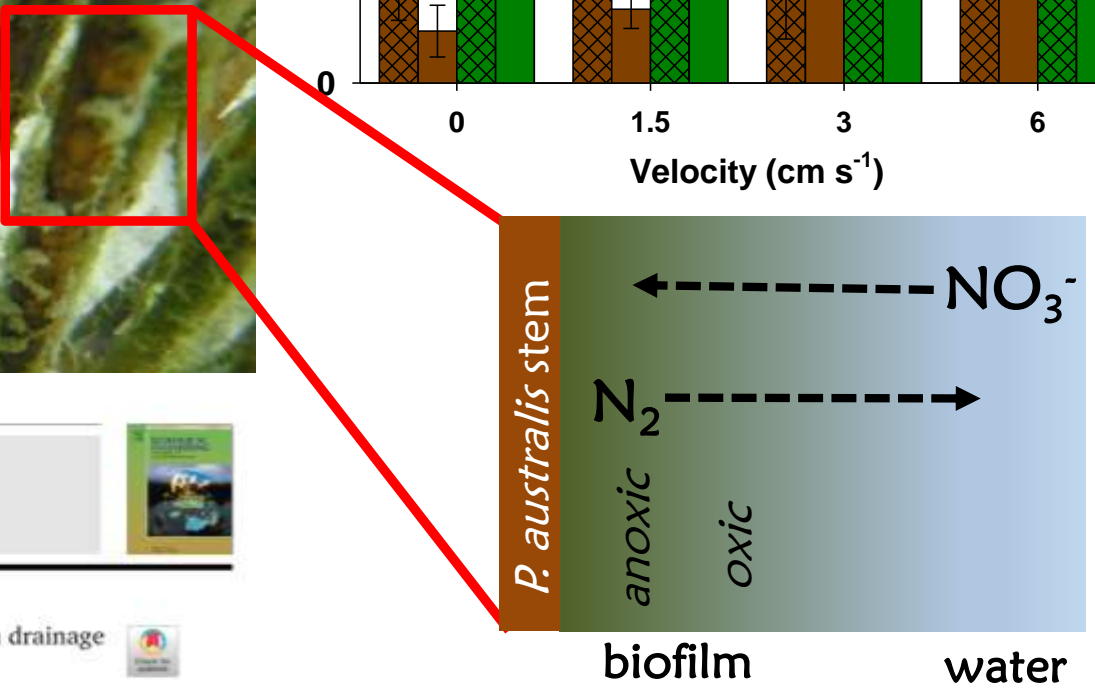 0
0 1.5 3 6
Velocity (cm s⁻¹)
P. australis stem
NO₃⁻
N₂
anoxic
oxic
drainage
biofilm
water